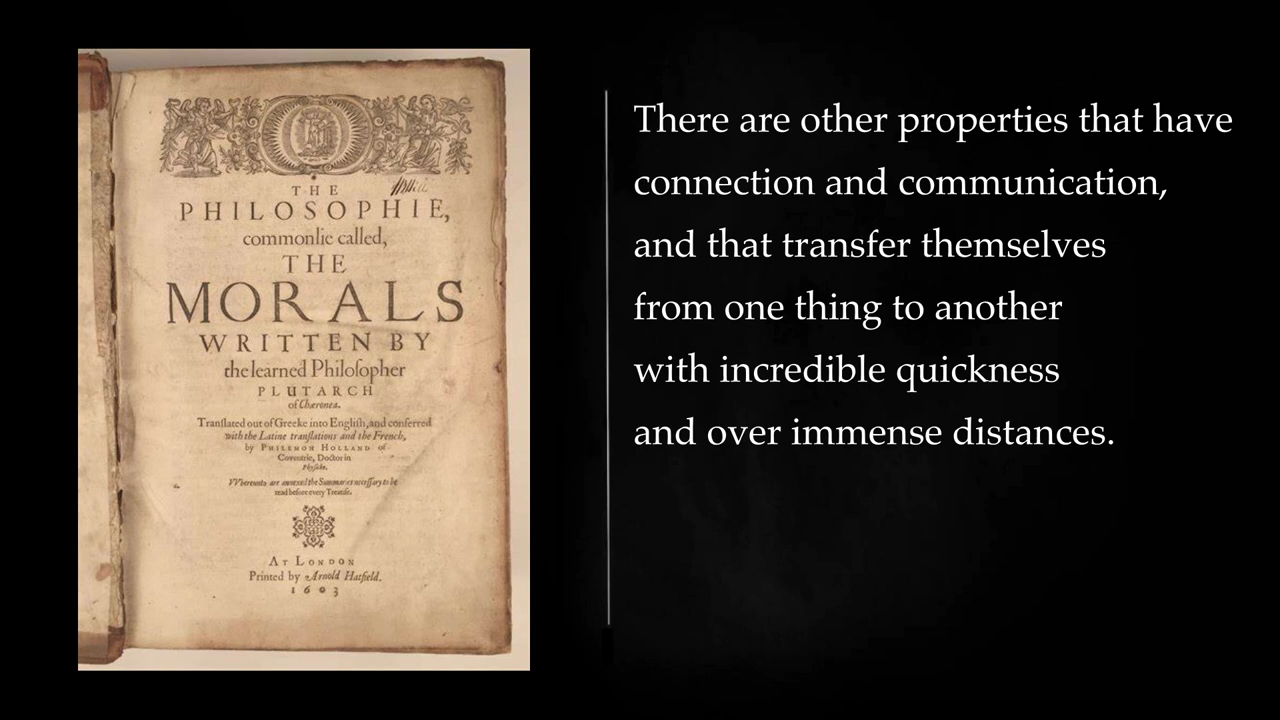 THE
PHILOSOPHIE,
commonlie called,
THE
MORALS
WRITTEN BY
the learned Philoſopher
PLUTARCH
of Chæronea.
Tranſlated out of Greeke into Engliſh, and conferred
with the Latine tranſlations and the French,
by PHILEMON HOLLAND of
Coventrie, Doctor in
Phyſicke.
VVhereunto are annexed the Summaries neceſſary to be
read before every Treatiſe.
AT LONDON
Printed by Arnold Hatfield.
1603
There are other properties that have
connection and communication,
and that transfer themselves
from one thing to another
with incredible quickness
and over immense distances.